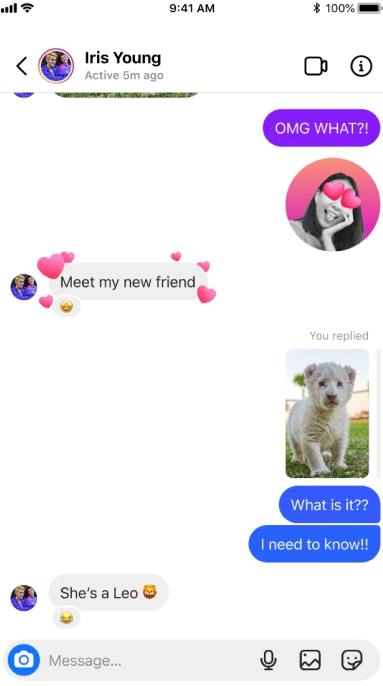 9:41 AM
100%
Iris Young
Active 5m ago
OMG WHAT?!
Meet my new friend
You replied
What is it??
I need to know!!
She’s a Leo 🦁
Message...